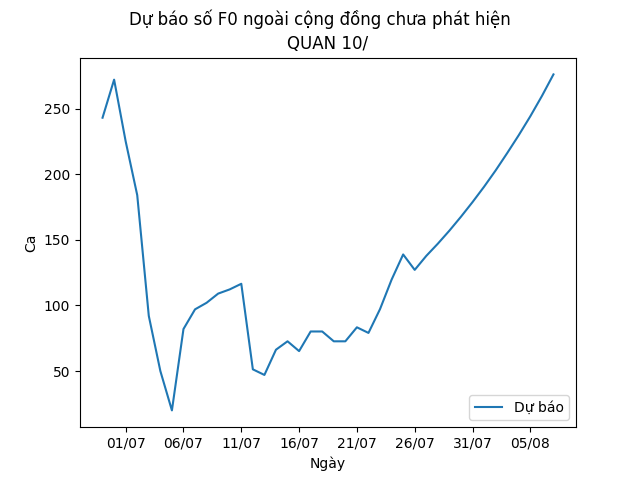 Dự báo số F0 ngoài cộng đồng chưa phát hiện
QUAN 10/
Ca
250
200
150
100
50
01/07 06/07 11/07 16/07 21/07 26/07 31/07 05/08
Ngày
Dự báo